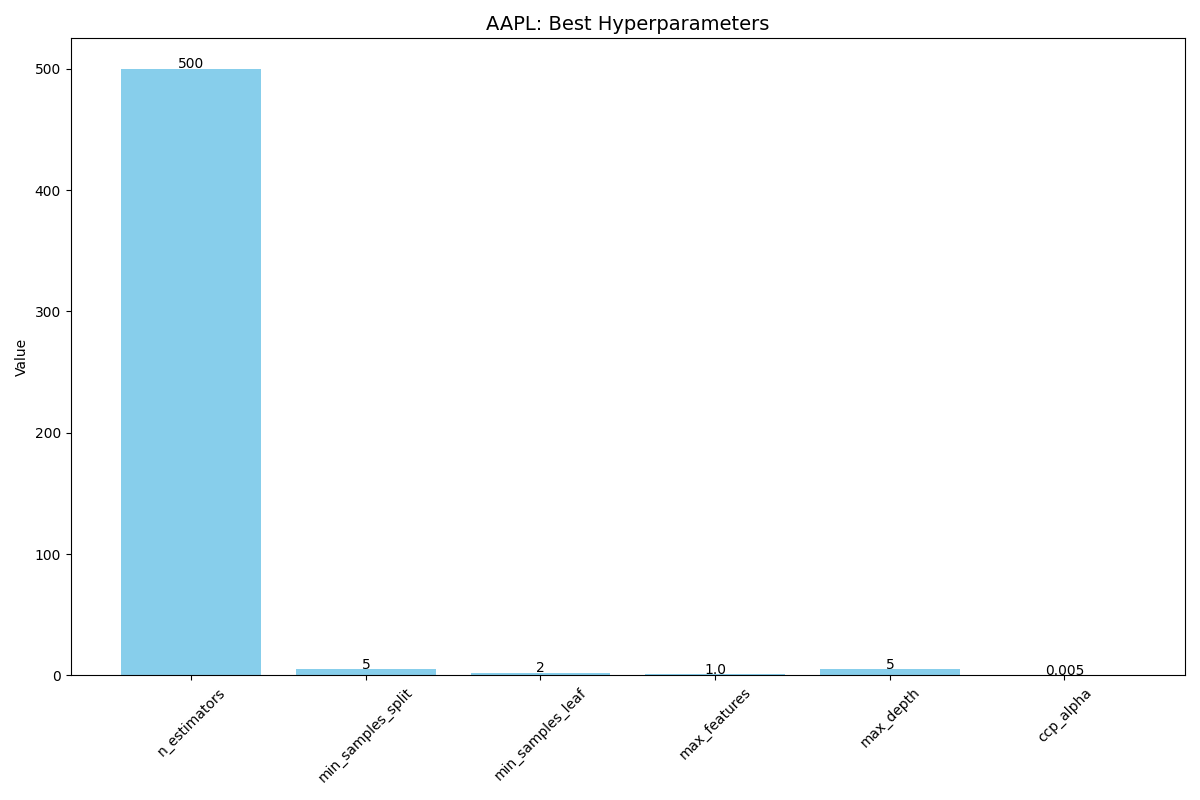 AAPL: Best Hyperparameters
Value
500
400
300
200
100
0
500
5
2
1.0
5
0.005
n_estimators
min_samples_split
min_samples_leaf
max_features
max_depth
ccp_alpha